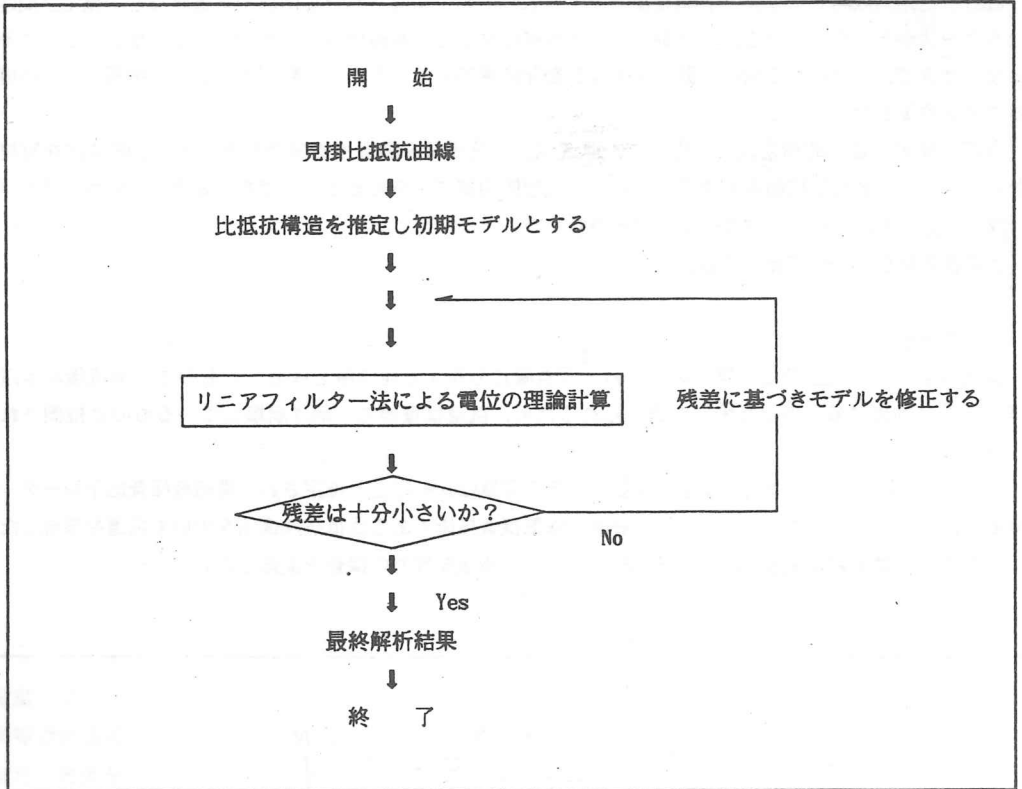 開　始
見掛比抵抗曲線
比抵抗構造を推定し初期モデルとする
リニアフィルター法による電位の理論計算
残差に基づきモデルを修正する
残差は十分小さいか？
No
Yes
最終解析結果
終　了